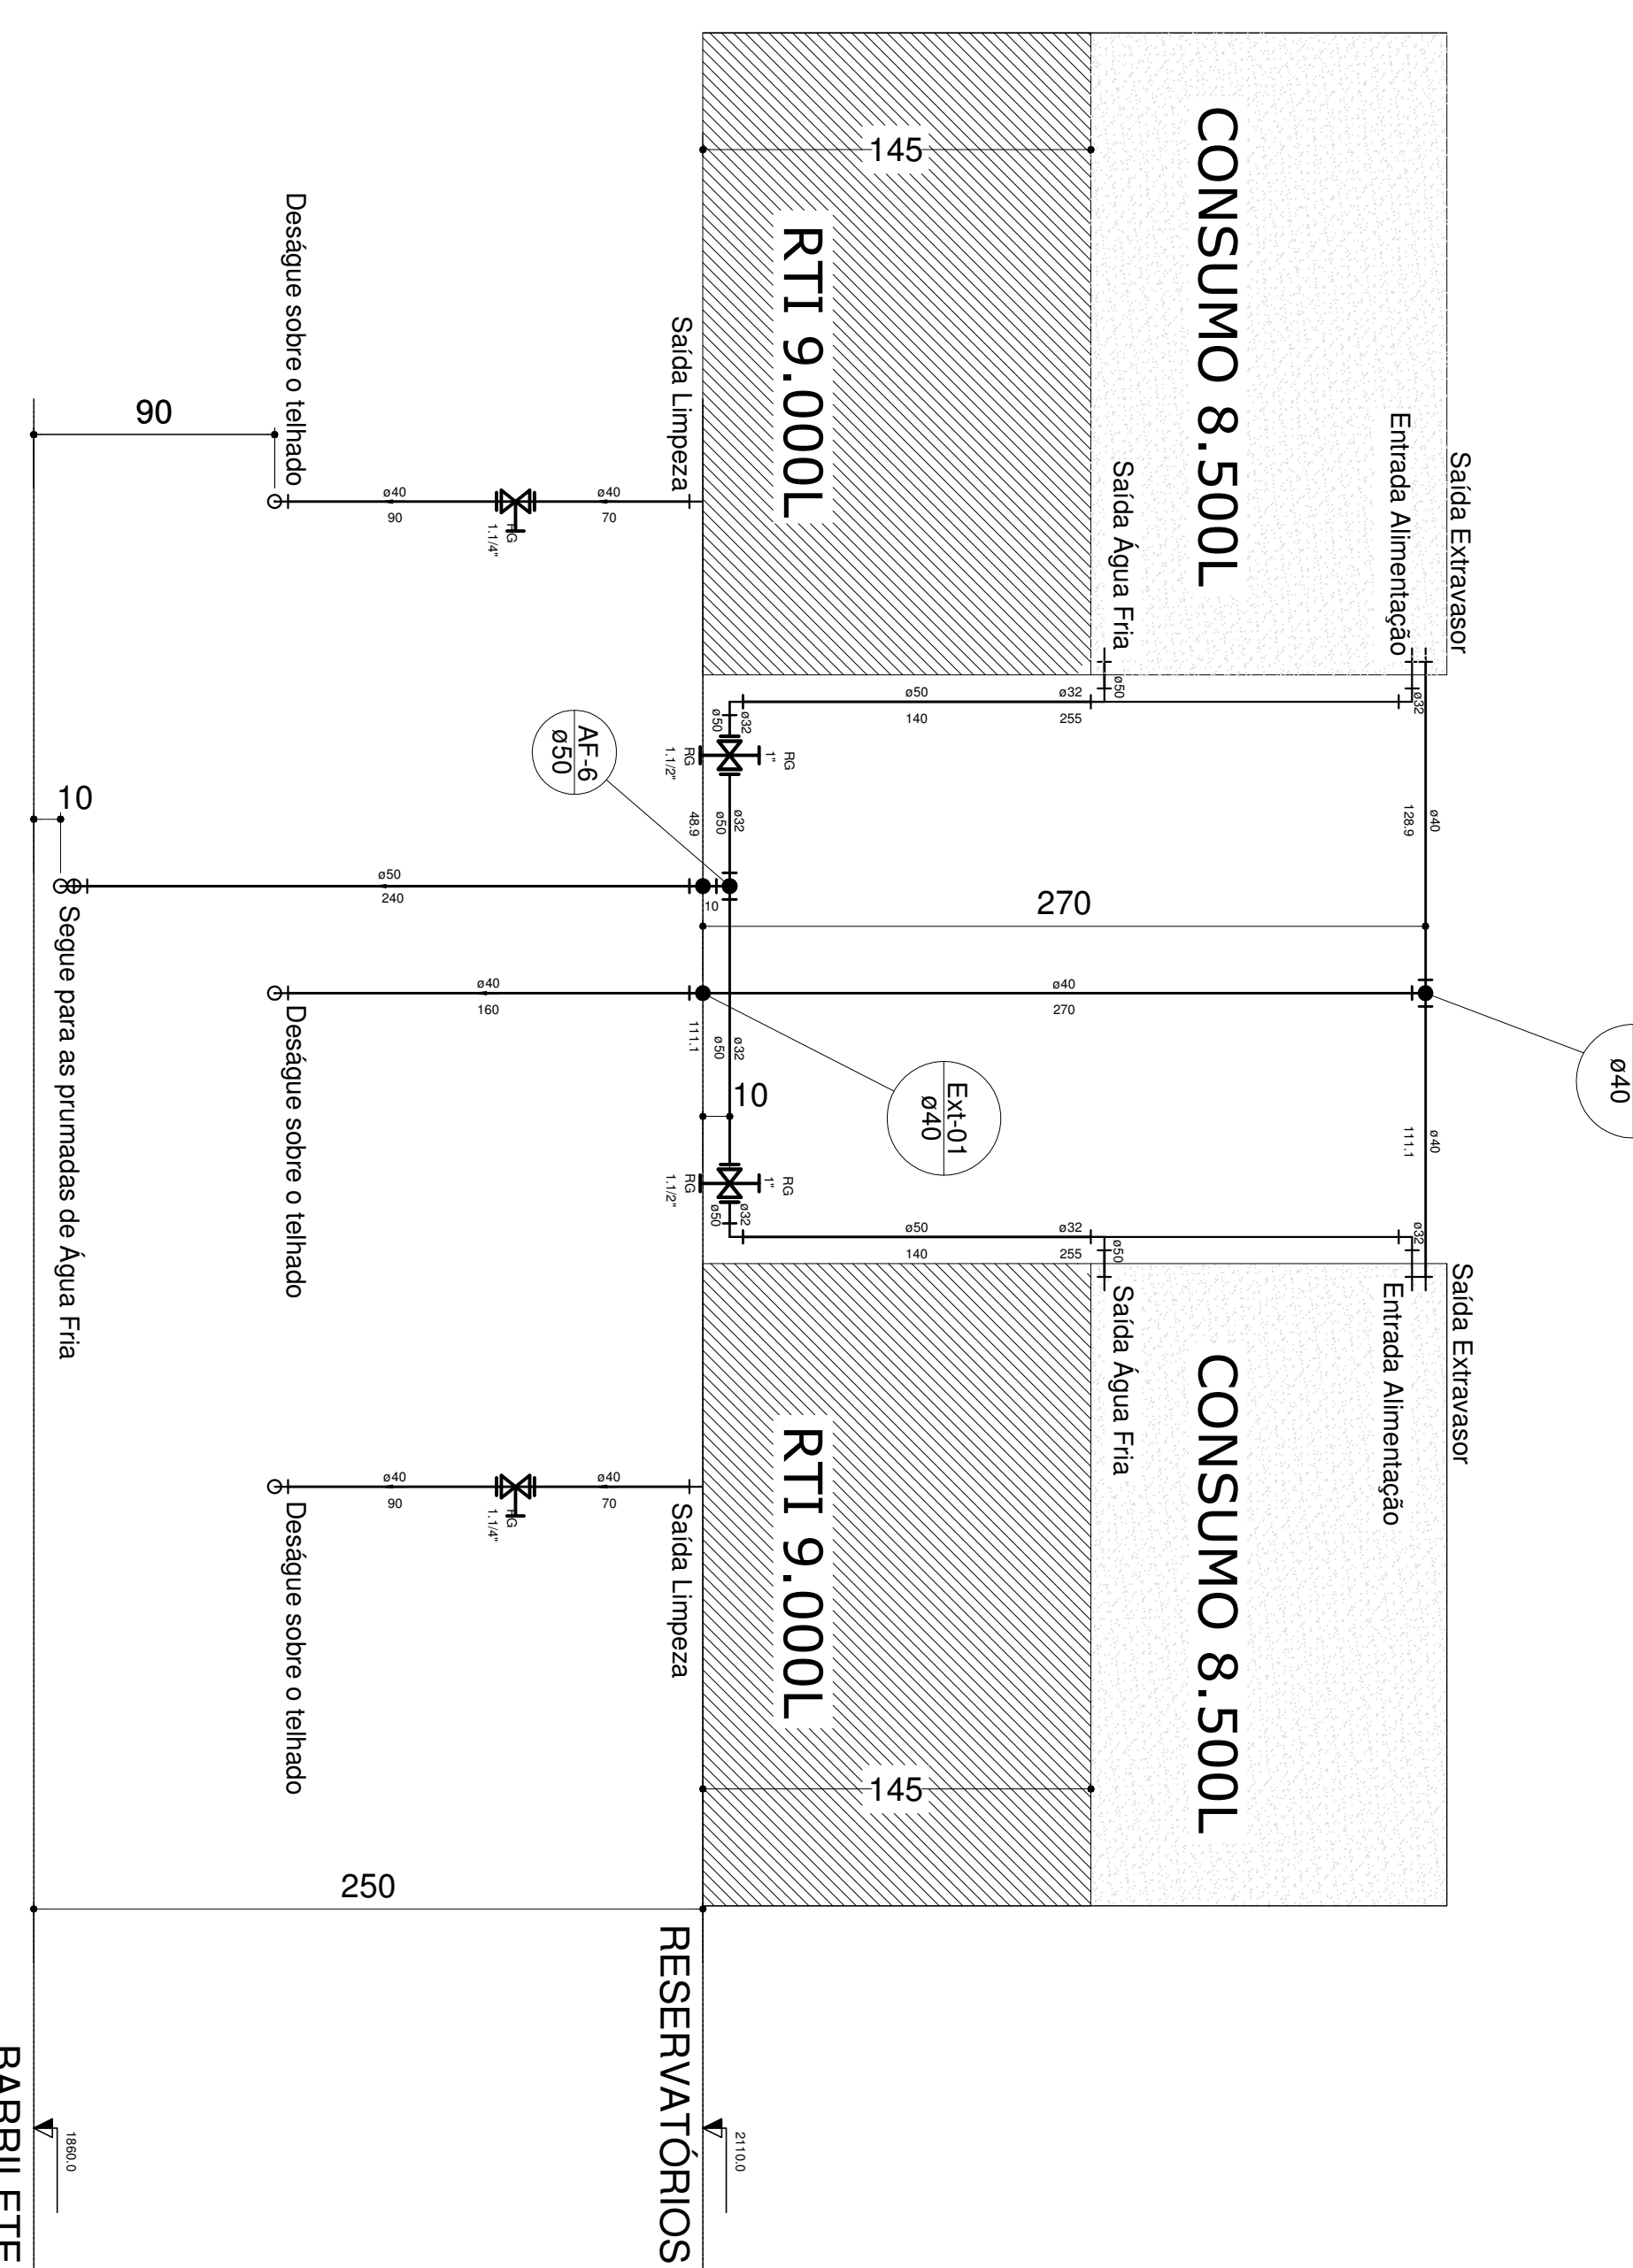 Saída Extravasor
Entrada Alimentação
CONSUMO 8.500L
Saída Água Fria
RTI 9.000L
145
Saída Limpeza
ø40
70
RG
1.1/4"
ø40
90
Deságue sobre o telhado
90
ø32
ø50
ø32
255
ø50
140
ø32
ø50
RG
1"
RG
1.1/2"
ø32
ø50
48.9
AF-6
ø50
10
ø50
240
10
Segue para as prumadas de Água Fria
ø40
128.9
270
ø40
270
ø40
ø40
111.1
Ext-01
ø40
ø40
160
Deságue sobre o telhado
ø32
ø50
111.1
10
RG
1"
RG
1.1/2"
ø32
ø50
ø50
140
ø32
255
ø50
ø32
Saída Extravasor
Entrada Alimentação
CONSUMO 8.500L
Saída Água Fria
RTI 9.000L
145
Saída Limpeza
ø40
70
RG
1.1/4"
ø40
90
Deságue sobre o telhado
250
RESERVATÓRIOS
2110.0
BARRILETE
1860.0